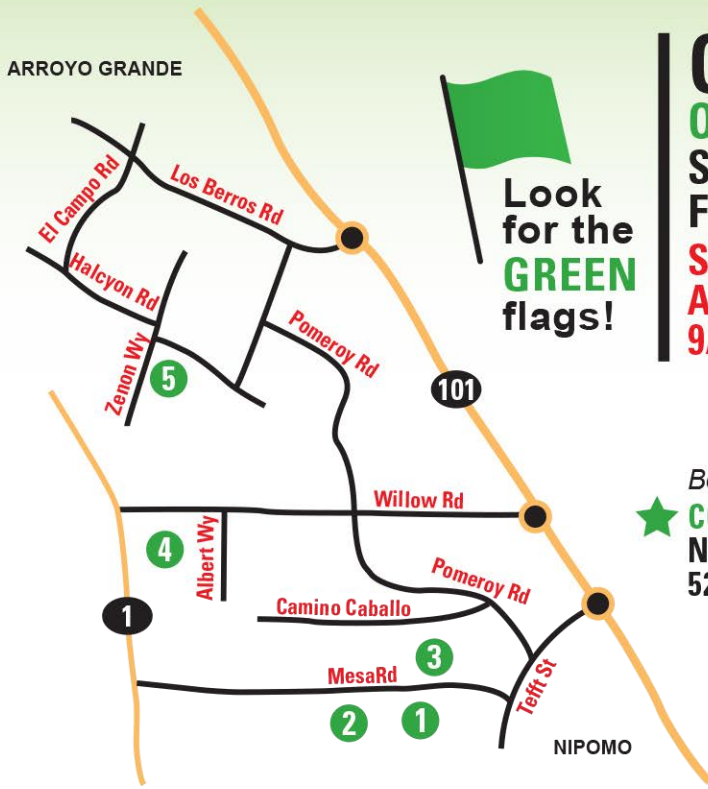 ARROYO GRANDE
El Campo Rd
Los Berros Rd
Halcyon Rd
Zenon Wy
5
Pomeroy Rd
101
Look
for the
GREEN
flags!
9
Willow Rd
4
Albert Wy
Pomeroy Rd
Camino Caballo
1
3
MesaRd
Tefft St
2
1
NIPOMO
52